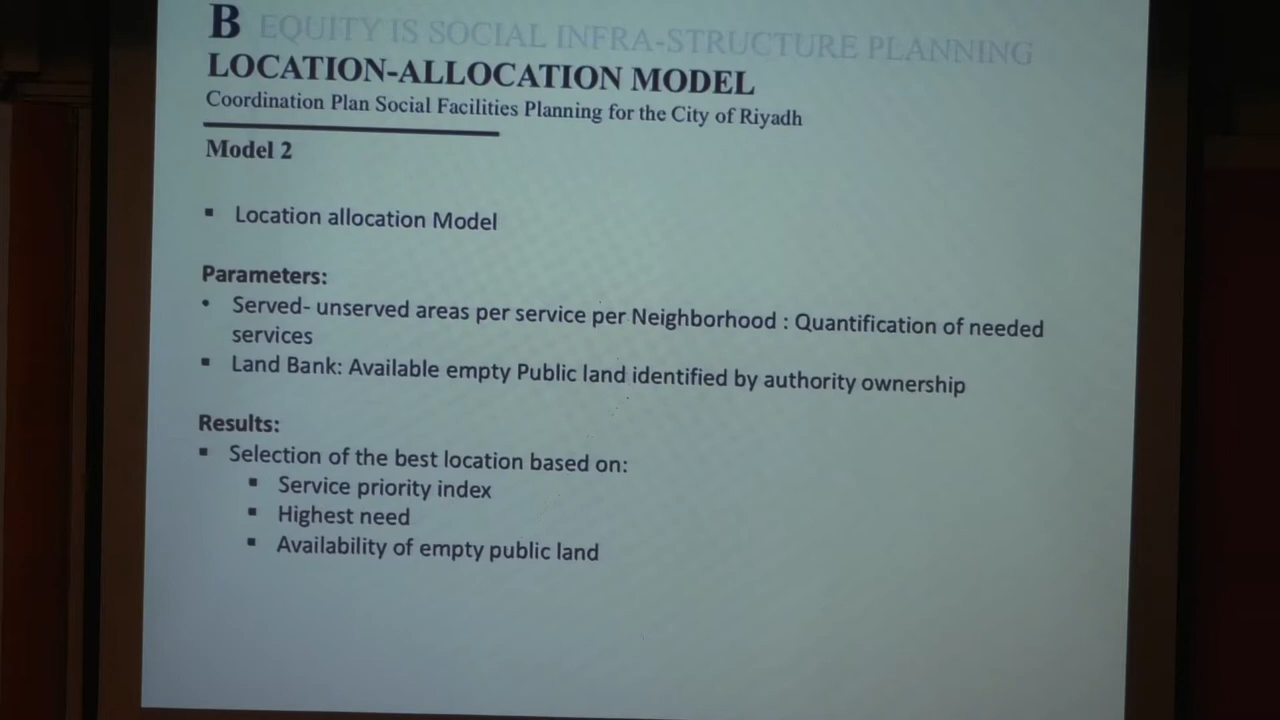 B EQUITY IS SOCIAL INFRA-STRUCTURE PLANNING
LOCATION-ALLOCATION MODEL
Coordination Plan Social Facilities Planning for the City of Riyadh
Model 2
▪ Location allocation Model
Parameters:
• Served- unserved areas per service per Neighborhood : Quantification of needed
services
▪ Land Bank: Available empty Public land identified by authority ownership
Results:
▪ Selection of the best location based on:
▪ Service priority index
▪ Highest need
▪ Availability of empty public land